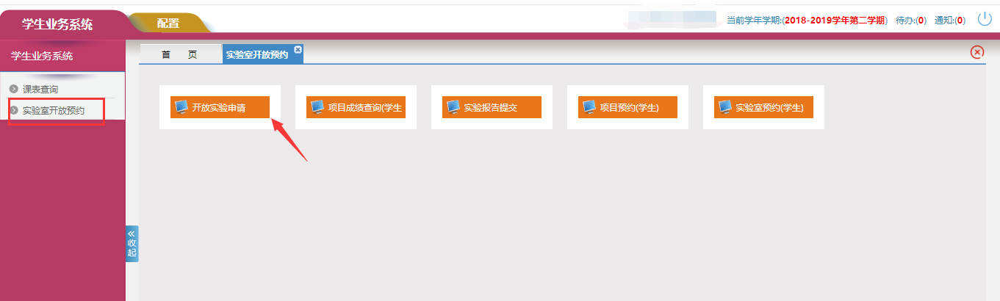 学生业务系统
配置
当前学年学期:(2018-2019学年第二学期) 待办:(0) 通知:(0)
学生业务系统
首 页
实验室开放预约
课表查询
实验室开放预约
开放实验申请
项目成绩查询(学生
实验报告提交
项目预约(学生)
实验室预约(学生)
收起